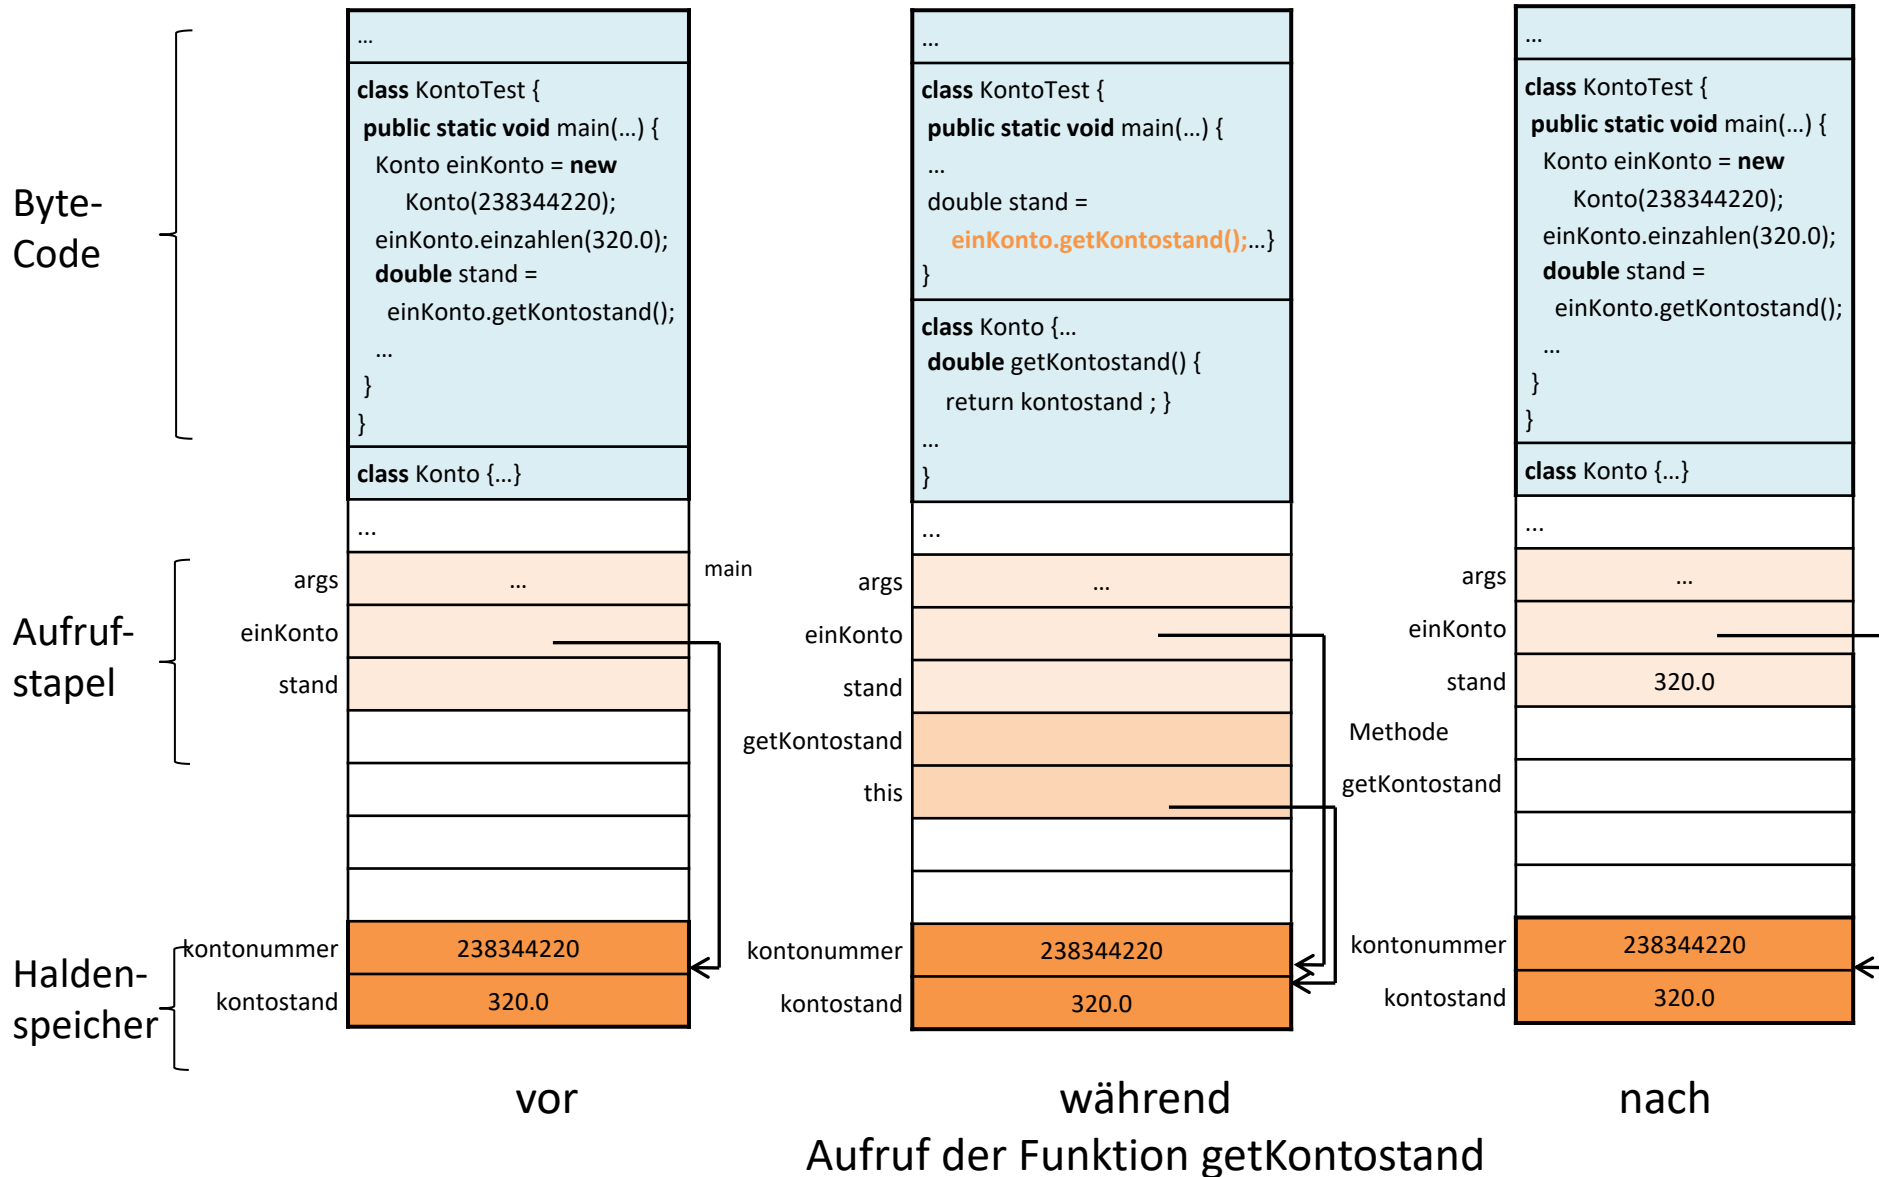 Byte-
Code
Aufruf-
stapel
Halden-
speicher
…
class KontoTest {
public static void main(…) {
Konto einKonto = new
Konto(238344220);
einKonto.einzahlen(320.0);
double stand =
einKonto.getKontostand();
…
}
}
class Konto {…}
…
args
…
main
einKonto
stand
kontonummer
238344220
kontostand
320.0
vor
…
class KontoTest {
public static void main(…) {
…
double stand =
einKonto.getKontostand();…}
}
class Konto {…
double getKontostand() {
return kontostand ; }
…
}
…
args
…
einKonto
stand
getKontostand
Methode
this
getKontostand
kontonummer
238344220
kontostand
320.0
während
…
class KontoTest {
public static void main(…) {
Konto einKonto = new
Konto(238344220);
einKonto.einzahlen(320.0);
double stand =
einKonto.getKontostand();
…
}
}
class Konto {…}
…
args
…
einKonto
stand
320.0
kontonummer
238344220
kontostand
320.0
nach
Aufruf der Funktion getKontostand